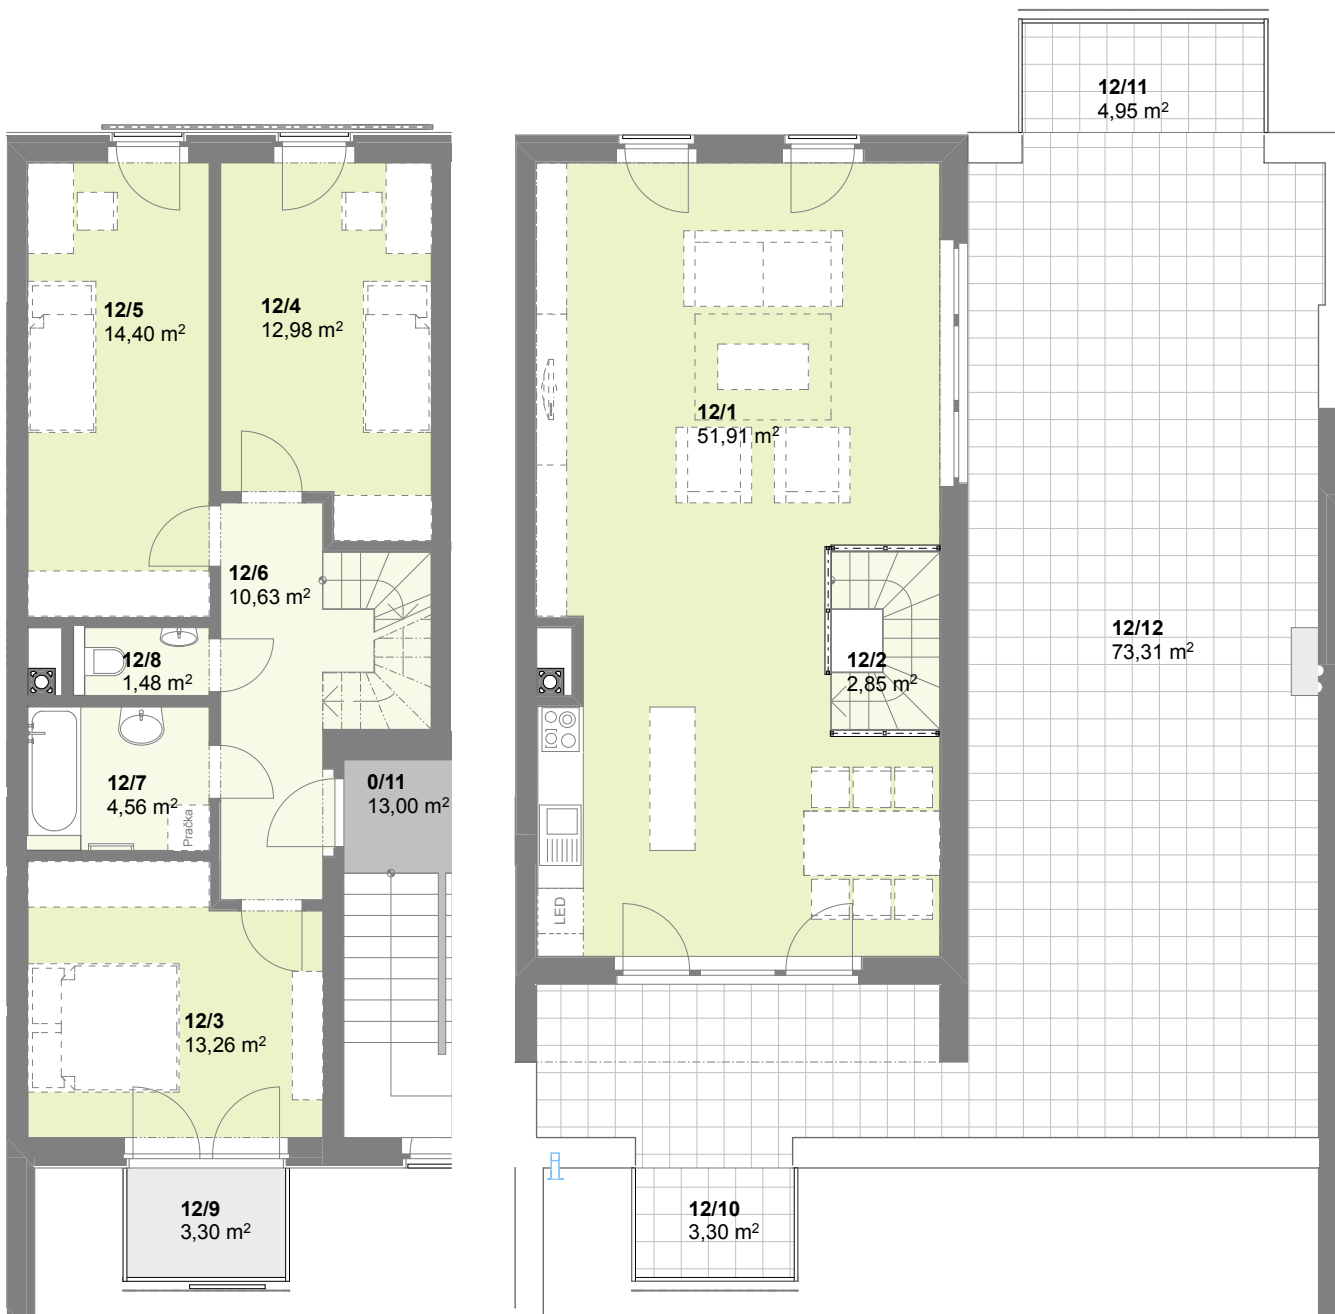 12/11
4,95 m²
12/5
14,40 m²
12/4
12,98 m²
12/1
51,91 m²
12/6
10,63 m²
12/8
1,48 m²
12/2
2,85 m²
12/12
73,31 m²
12/7
4,56 m²
Pračka
0/11
13,00 m²
LED
12/3
13,26 m²
12/9
3,30 m²
12/10
3,30 m²